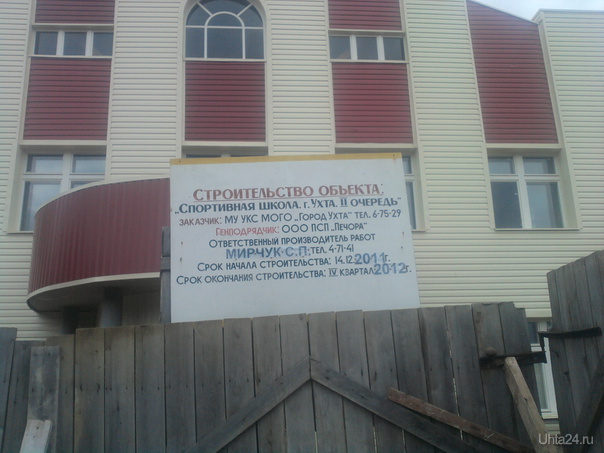 СТРОИТЕЛЬСТВО ОБЪЕКТА:
„СПОРТИВНАЯ ШКОЛА. Г. УХТА. II ОЧЕРЕДЬ"
ЗАКАЗЧИК: МУ УКС МОГО „ГОРОД УХТА" ТЕЛ. 6-75-29
ГЕНПОДРЯДЧИК: ООО ПСП „ПЕЧОРА"
ОТВЕТСТВЕННЫЙ ПРОИЗВОДИТЕЛЬ РАБОТ
МИРЧУК С.П. ТЕЛ. 4-71-41
СРОК НАЧАЛА СТРОИТЕЛЬСТВА: 14.12.2011г.
СРОК ОКОНЧАНИЯ СТРОИТЕЛЬСТВА: IV КВАРТАЛ 2012г.
Uhta24.ru